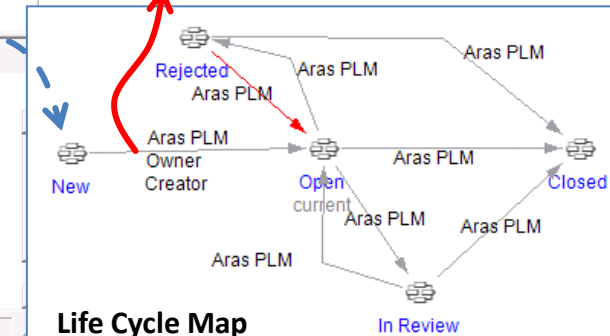 Aras PLM
Rejected
Aras PLM
Aras PLM
Aras PLM
Owner
Creator
New
Aras PLM
Open
current
Closed
Aras PLM
Aras PLM
Aras PLM
In Review
Life Cycle Map